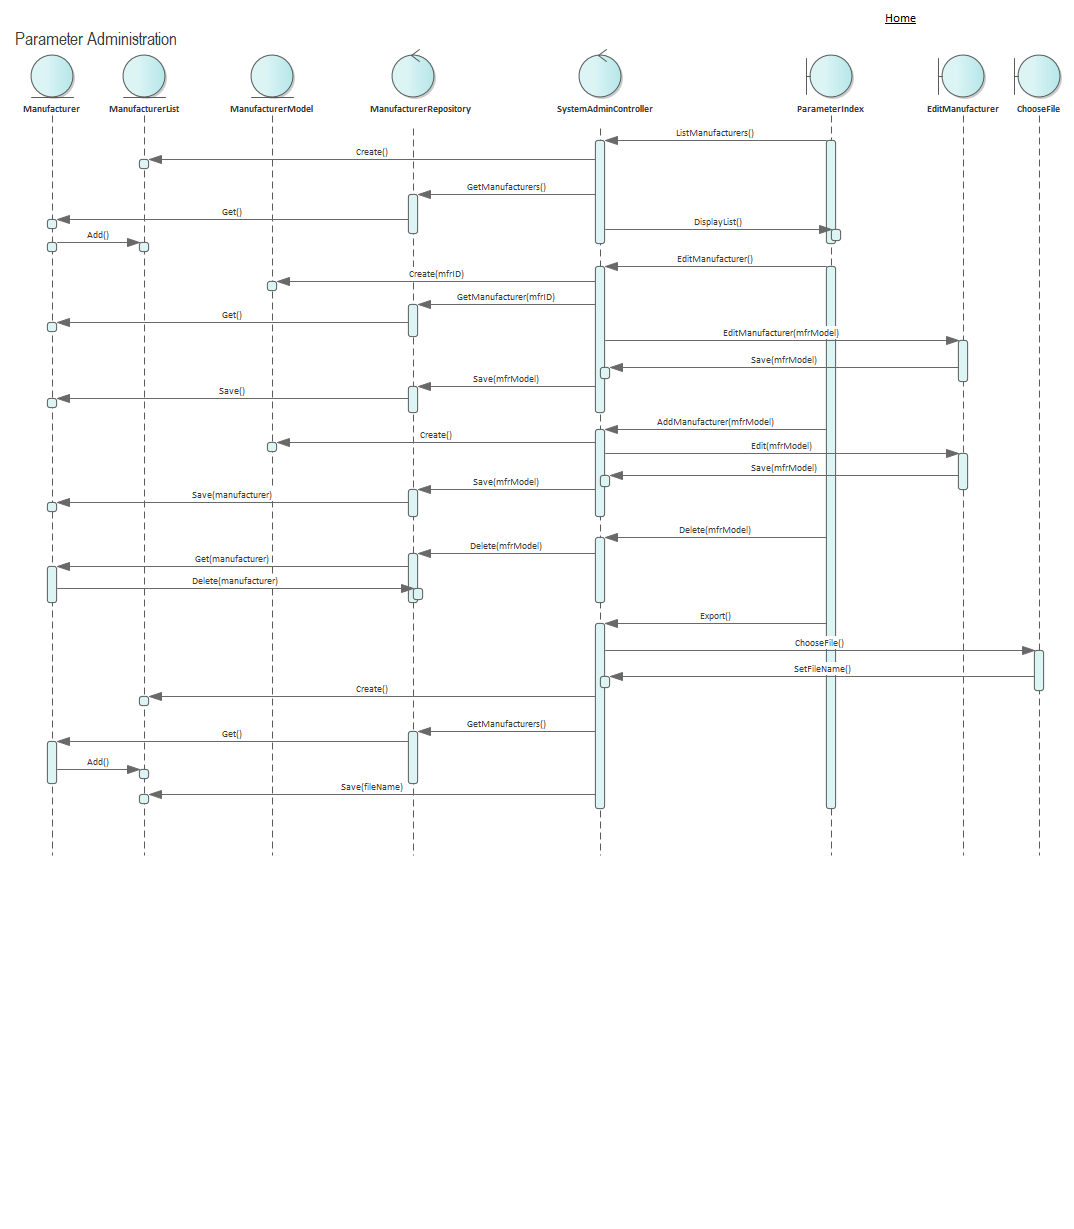 Home
Parameter Administration
Manufacturer
ManufacturerList
ManufacturerModel
ManufacturerRepository
SystemAdminController
ParameterIndex
EditManufacturer
ChooseFile
ListManufacturers()
Create()
GetManufacturers()
Get()
DisplayList()
Add()
EditManufacturer()
Create(mfrID)
GetManufacturer(mfrID)
Get()
EditManufacturer(mfrModel)
Save(mfrModel)
Save(mfrModel)
Save()
AddManufacturer(mfrModel)
Create()
Edit(mfrModel)
Save(mfrModel)
Save(mfrModel)
Save(manufacturer)
Delete(mfrModel)
Delete(mfrModel)
Get(manufacturer)
Delete(manufacturer)
Export()
ChooseFile()
SetFileName()
Create()
GetManufacturers()
Get()
Add()
Save(fileName)